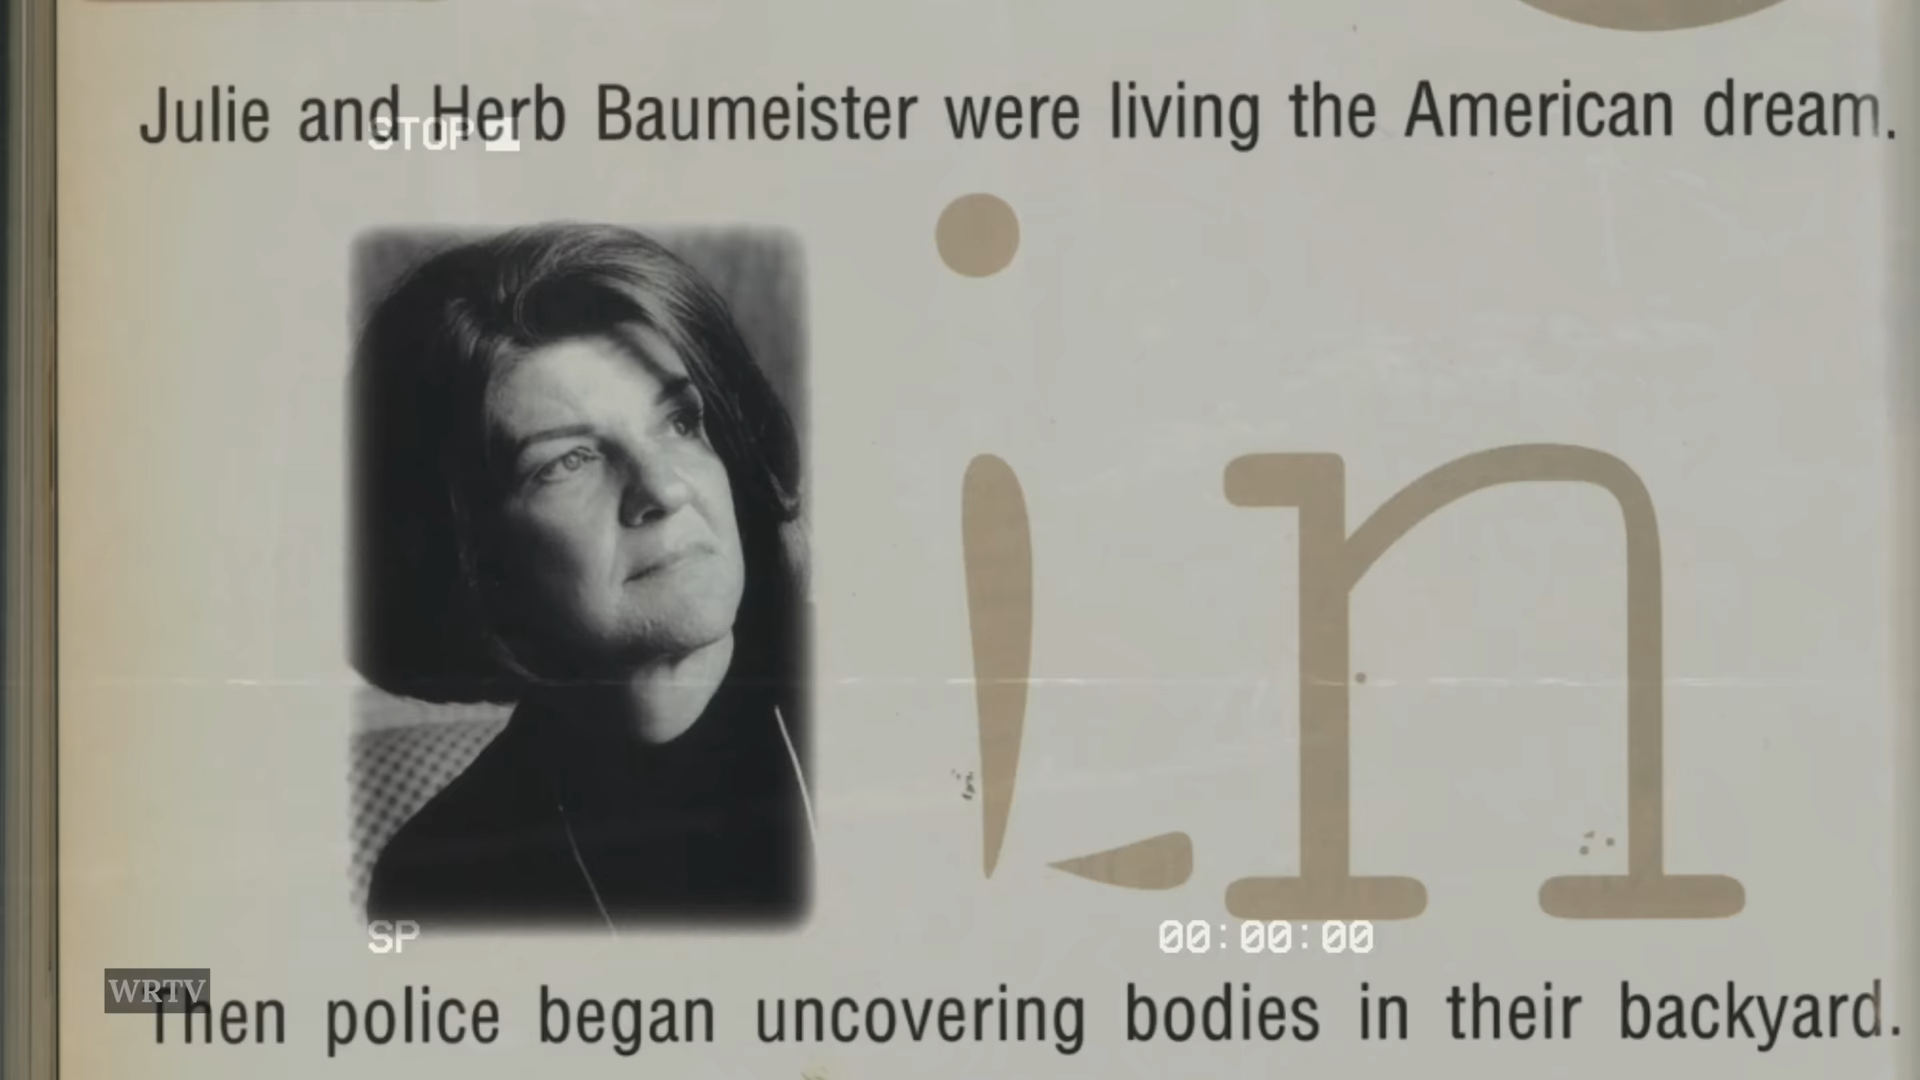 Julie and Herb Baumeister were living the American dream.
STOP
in
SP
00:00:00
WRTV
Then police began uncovering bodies in their backyard.